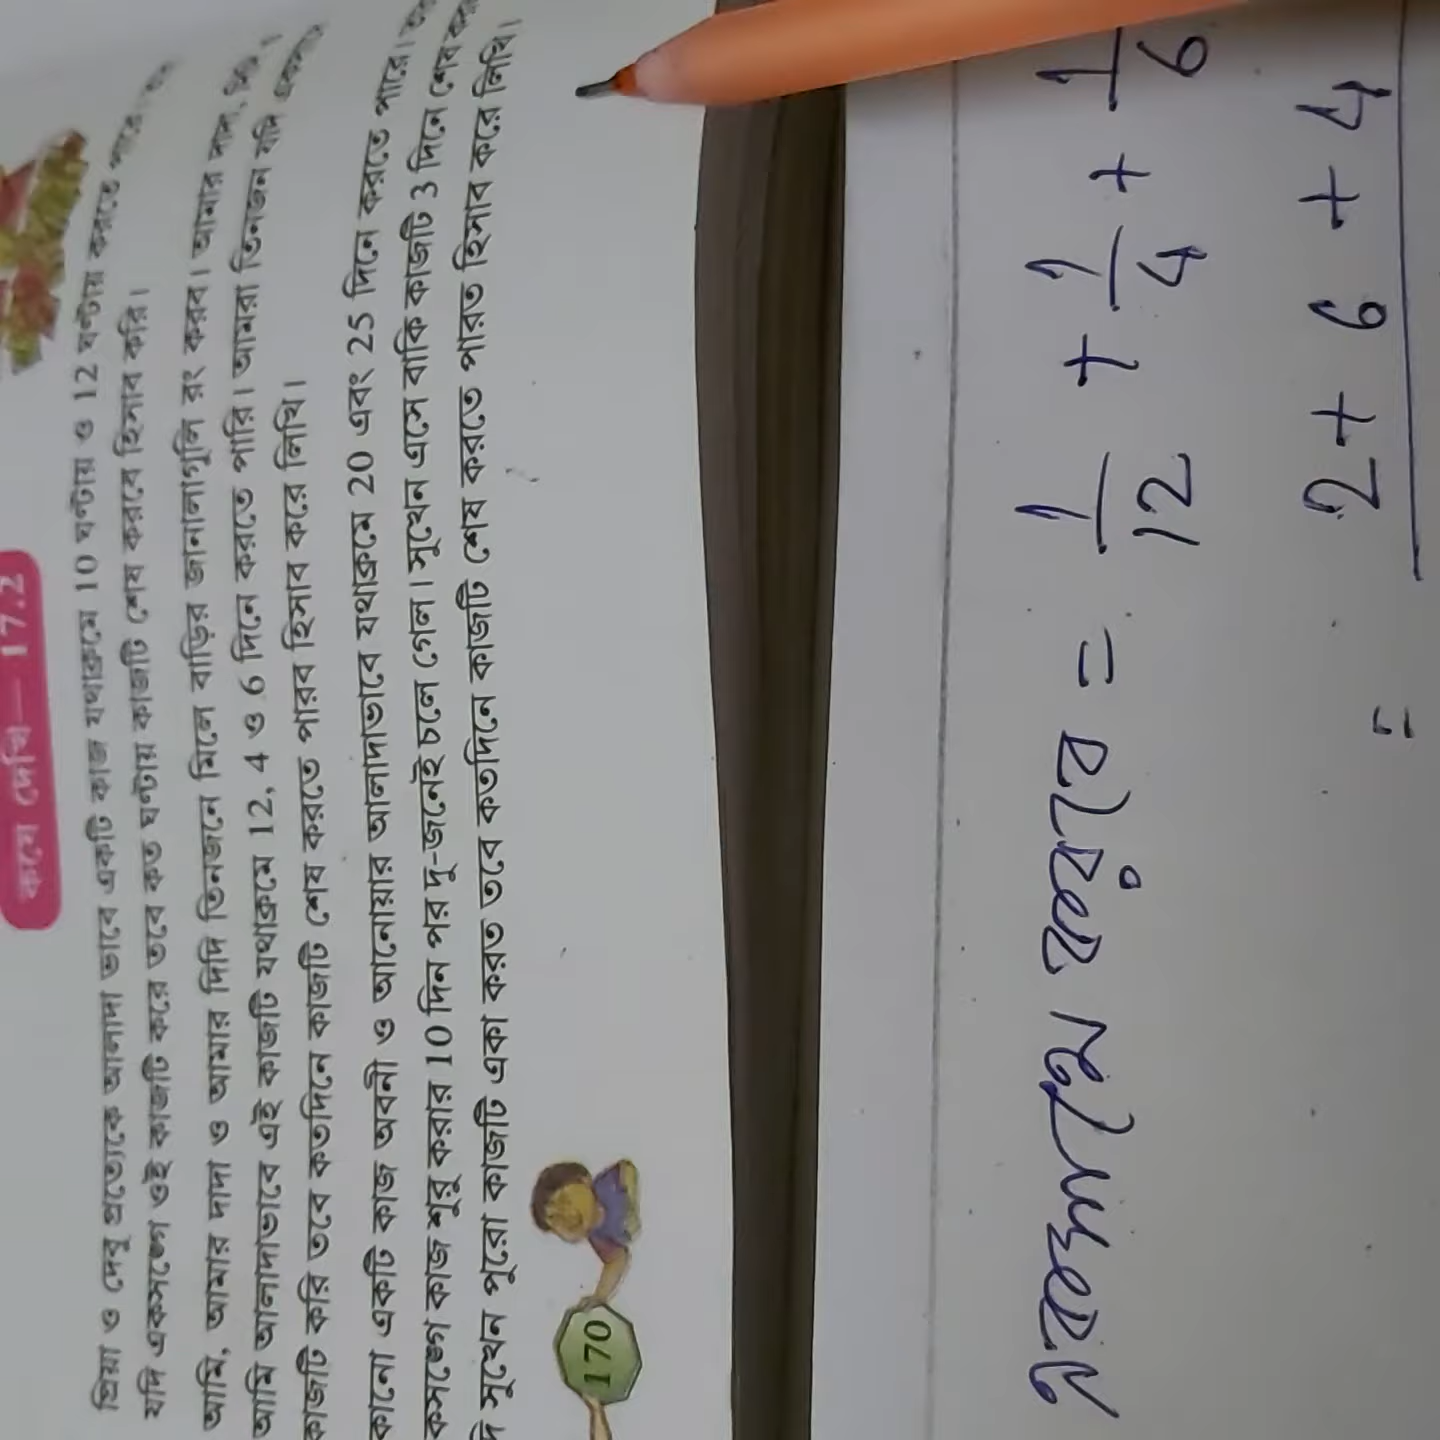 কষে দেখি— 17.2
প্রিয়া ও দেবু প্রত্যেকে আলাদা ভাবে একটি কাজ যথাক্রমে 10 ঘণ্টায় ও 12 ঘণ্টায় করতে পারে।
যদি একসঙ্গে ওই কাজটি করে তবে কত ঘণ্টায় কাজটি শেষ করবে হিসাব করি।
আমি, আমার দাদা ও আমার দিদি তিনজনে মিলে বাড়ির জানালাগুলি রং করব। আমার দাদা,
আমি আলাদাভাবে এই কাজটি যথাক্রমে 12, 4 ও 6 দিনে করতে পারি। আমরা তিনজন যদি একসঙ্গে
কাজটি করি তবে কতদিনে কাজটি শেষ করতে পারব হিসাব করে লিখি।
কোনো একটি কাজ অবনী ও আনোয়ার আলাদাভাবে যথাক্রমে 20 এবং 25 দিনে করতে পারে।
কসঙ্গে কাজ শুরু করার 10 দিন পর দু-জনেই চলে গেল। সুখেন এসে বাকি কাজটি 3 দিনে শেষ
দি সুখেন পুরো কাজটি একা করত তবে কতদিনে কাজটি শেষ করতে পারত হিসাব করে লিখি।
170
= 1/12 + 1/4 + 1/6
= 2 + 6 + 4